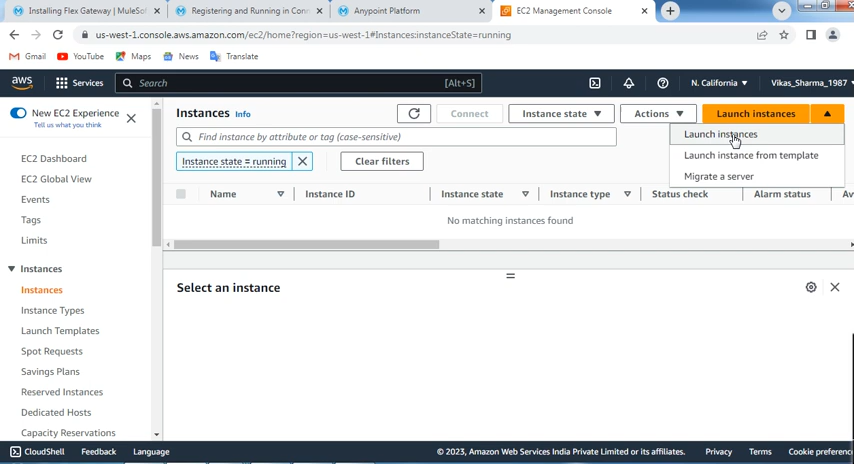 Installing Flex Gateway | MuleSof
Registering and Running in Conn
Anypoint Platform
EC2 Management Console
us-west-1.console.aws.amazon.com/ec2/home?region=us-west-1#Instances:instanceState=running
Gmail YouTube Maps News Translate
aws Services Search [Alt+S] N. California Vikas_Sharma_1987
New EC2 Experience
Tell us what you think
EC2 Dashboard
EC2 Global View
Events
Tags
Limits
Instances
Instances
Instance Types
Launch Templates
Spot Requests
Savings Plans
Reserved Instances
Dedicated Hosts
Capacity Reservations
Instances Info Connect Instance state Actions Launch instances
Find instance by attribute or tag (case-sensitive)
Launch instances
Launch instance from template
Migrate a server
Instance state = running Clear filters
Name Instance ID Instance state Instance type Status check Alarm status Av
No matching instances found
Select an instance
CloudShell Feedback Language © 2023, Amazon Web Services India Private Limited or its affiliates. Privacy Terms Cookie preference